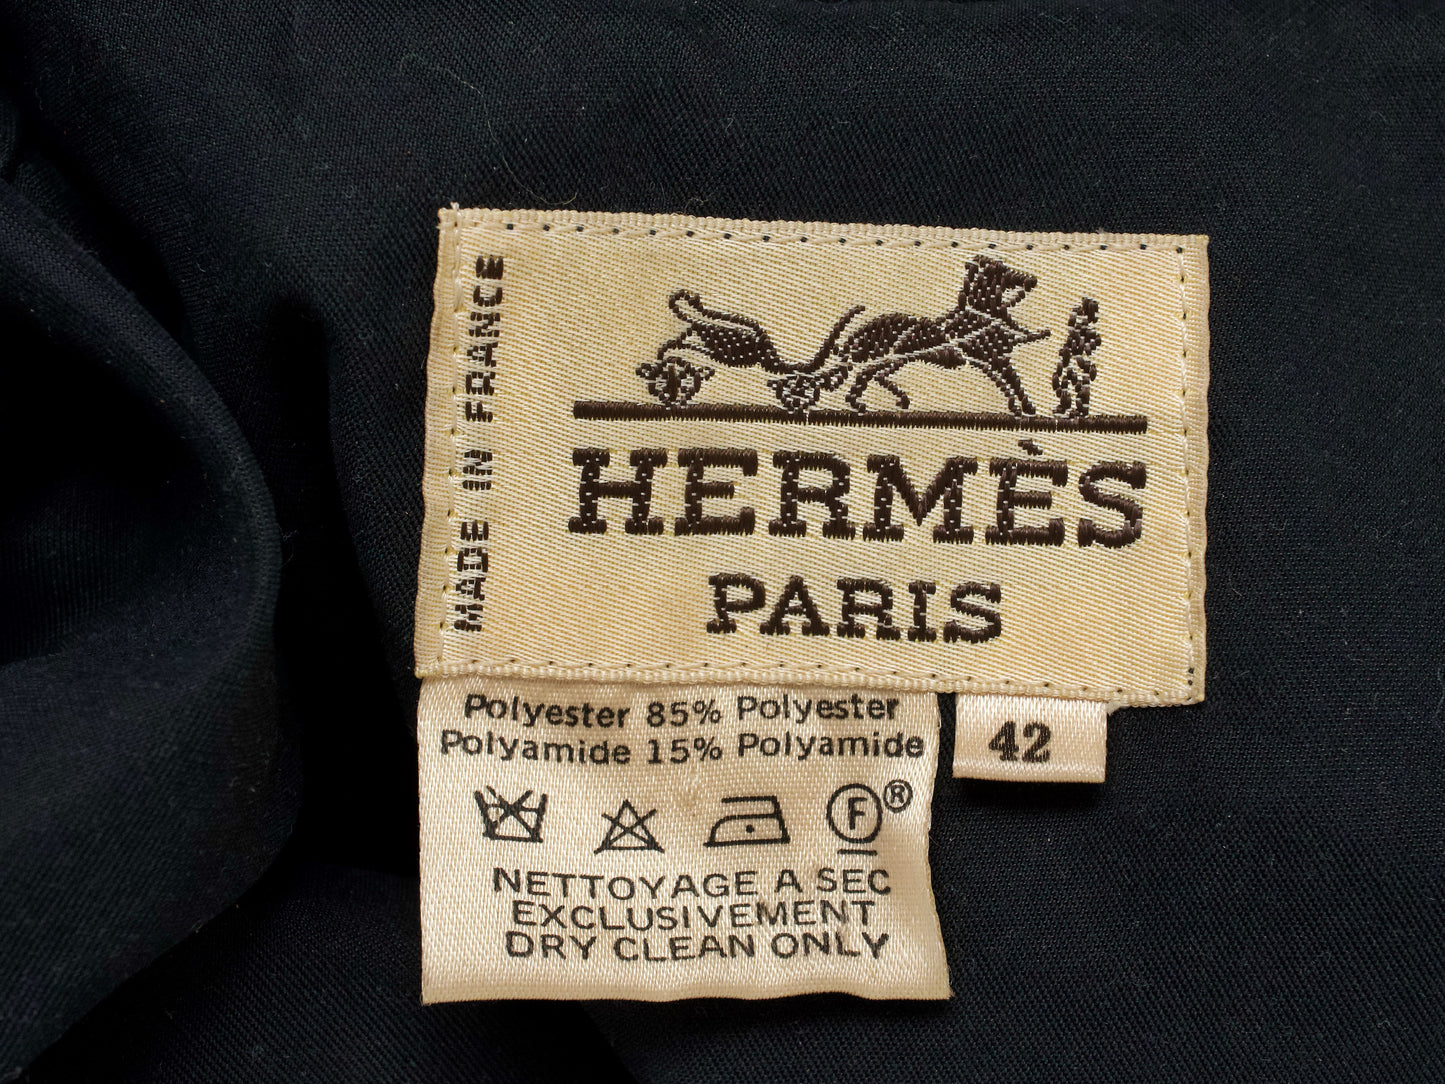 MADE IN FRANCE
HERMÈS
PARIS
Polyester 85% Polyester
Polyamide 15% Polyamide
42
F®
NETTOYAGE A SEC
EXCLUSIVEMENT
DRY CLEAN ONLY